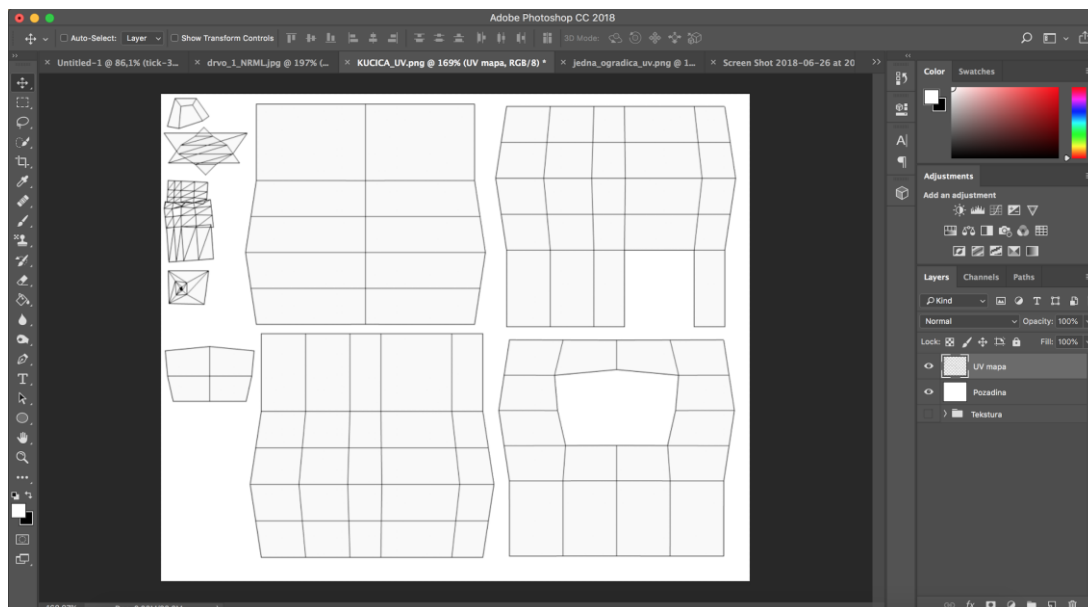 Adobe Photoshop CC 2018
Auto-Select: Layer Show Transform Controls 3D Mode:
× Untitled-1 @ 86,1% (tick-3... × drvo_1_NRML.jpg @ 197% (... × KUCICA_UV.png @ 169% (UV mapa, RGB/8) * × jedna_ogradica_uv.png @ 1... × Screen Shot 2018-06-26 at 20
Color Swatches
Adjustments
Add an adjustment
Layers Channels Paths
Kind
Normal Opacity: 100%
Lock: Fill: 100%
UV mapa
Pozadina
Tekstura